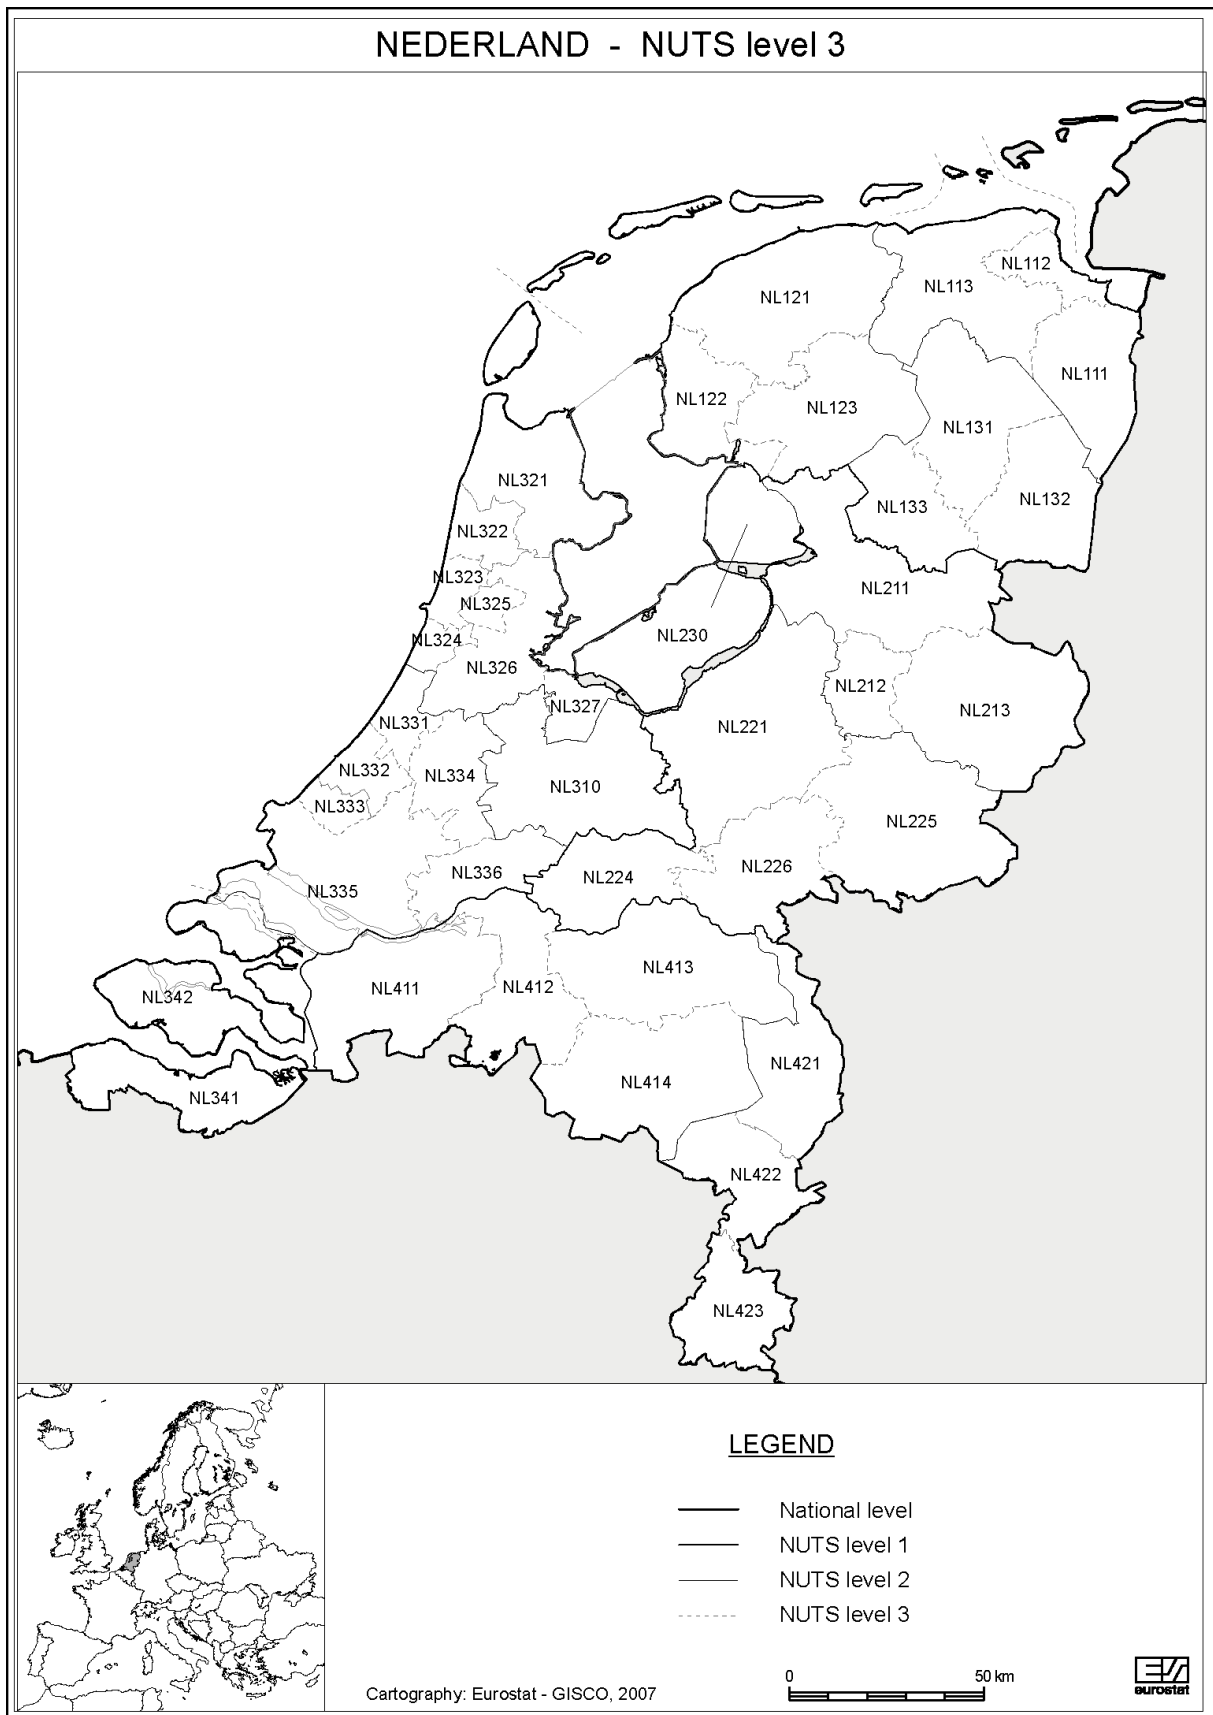 NEDERLAND - NUTS level 3
NL112
NL113
NL121
NL111
NL122
NL123
NL131
NL321
NL132
NL133
NL322
NL323
NL211
NL325
NL230
NL324
NL326
NL212
NL327
NL213
NL331
NL221
NL332
NL334
NL310
NL333
NL225
NL226
NL336
NL224
NL335
NL413
NL411
NL412
NL342
NL421
NL414
NL341
NL422
NL423
LEGEND
National level
NUTS level 1
NUTS level 2
NUTS level 3
0 50 km
Cartography: Eurostat - GISCO, 2007
eurostat